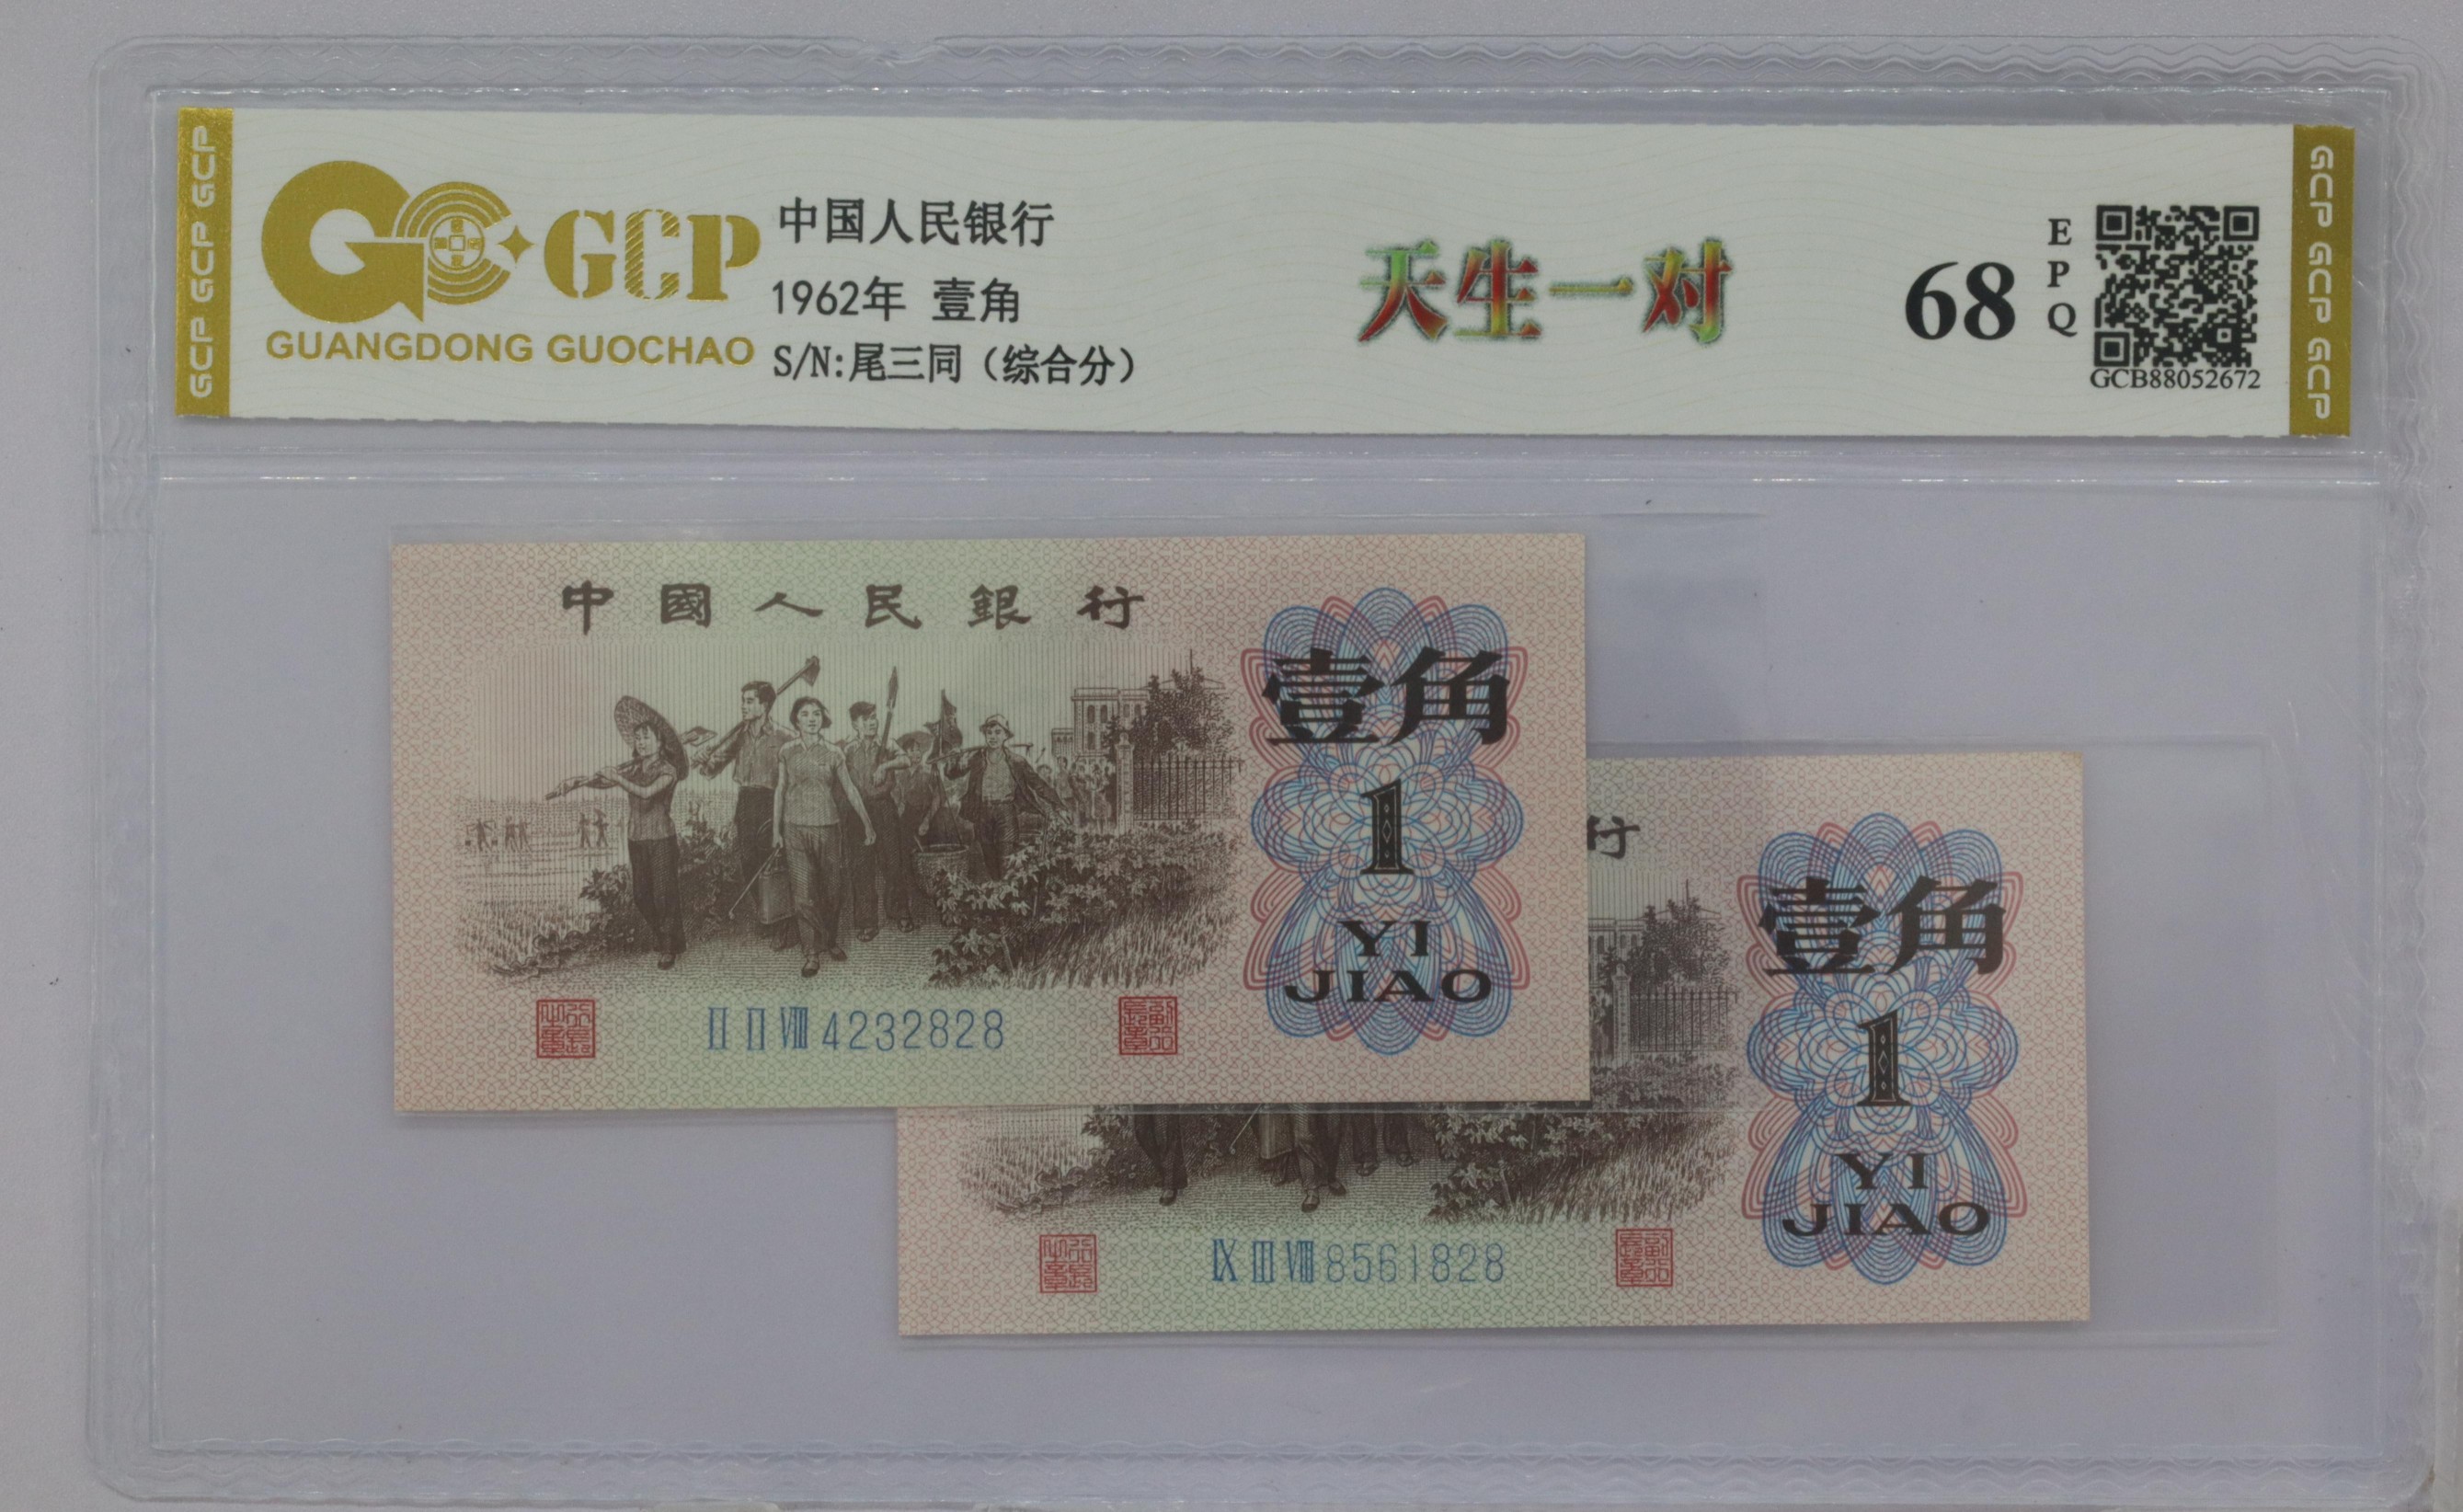 GCP GCP GCP
GCP
GUANGDONG GUOCHAO
中国人民银行
1962年 壹角
S/N:尾三同（综合分）
天生一对
68
E
P
Q
GCB88052672
GCP GCP GCP
中國人民銀行
壹角
1
YI
JIAO
II II VIII 4232828
行
壹角
1
YI
JIAO
IX III VIII 8561828